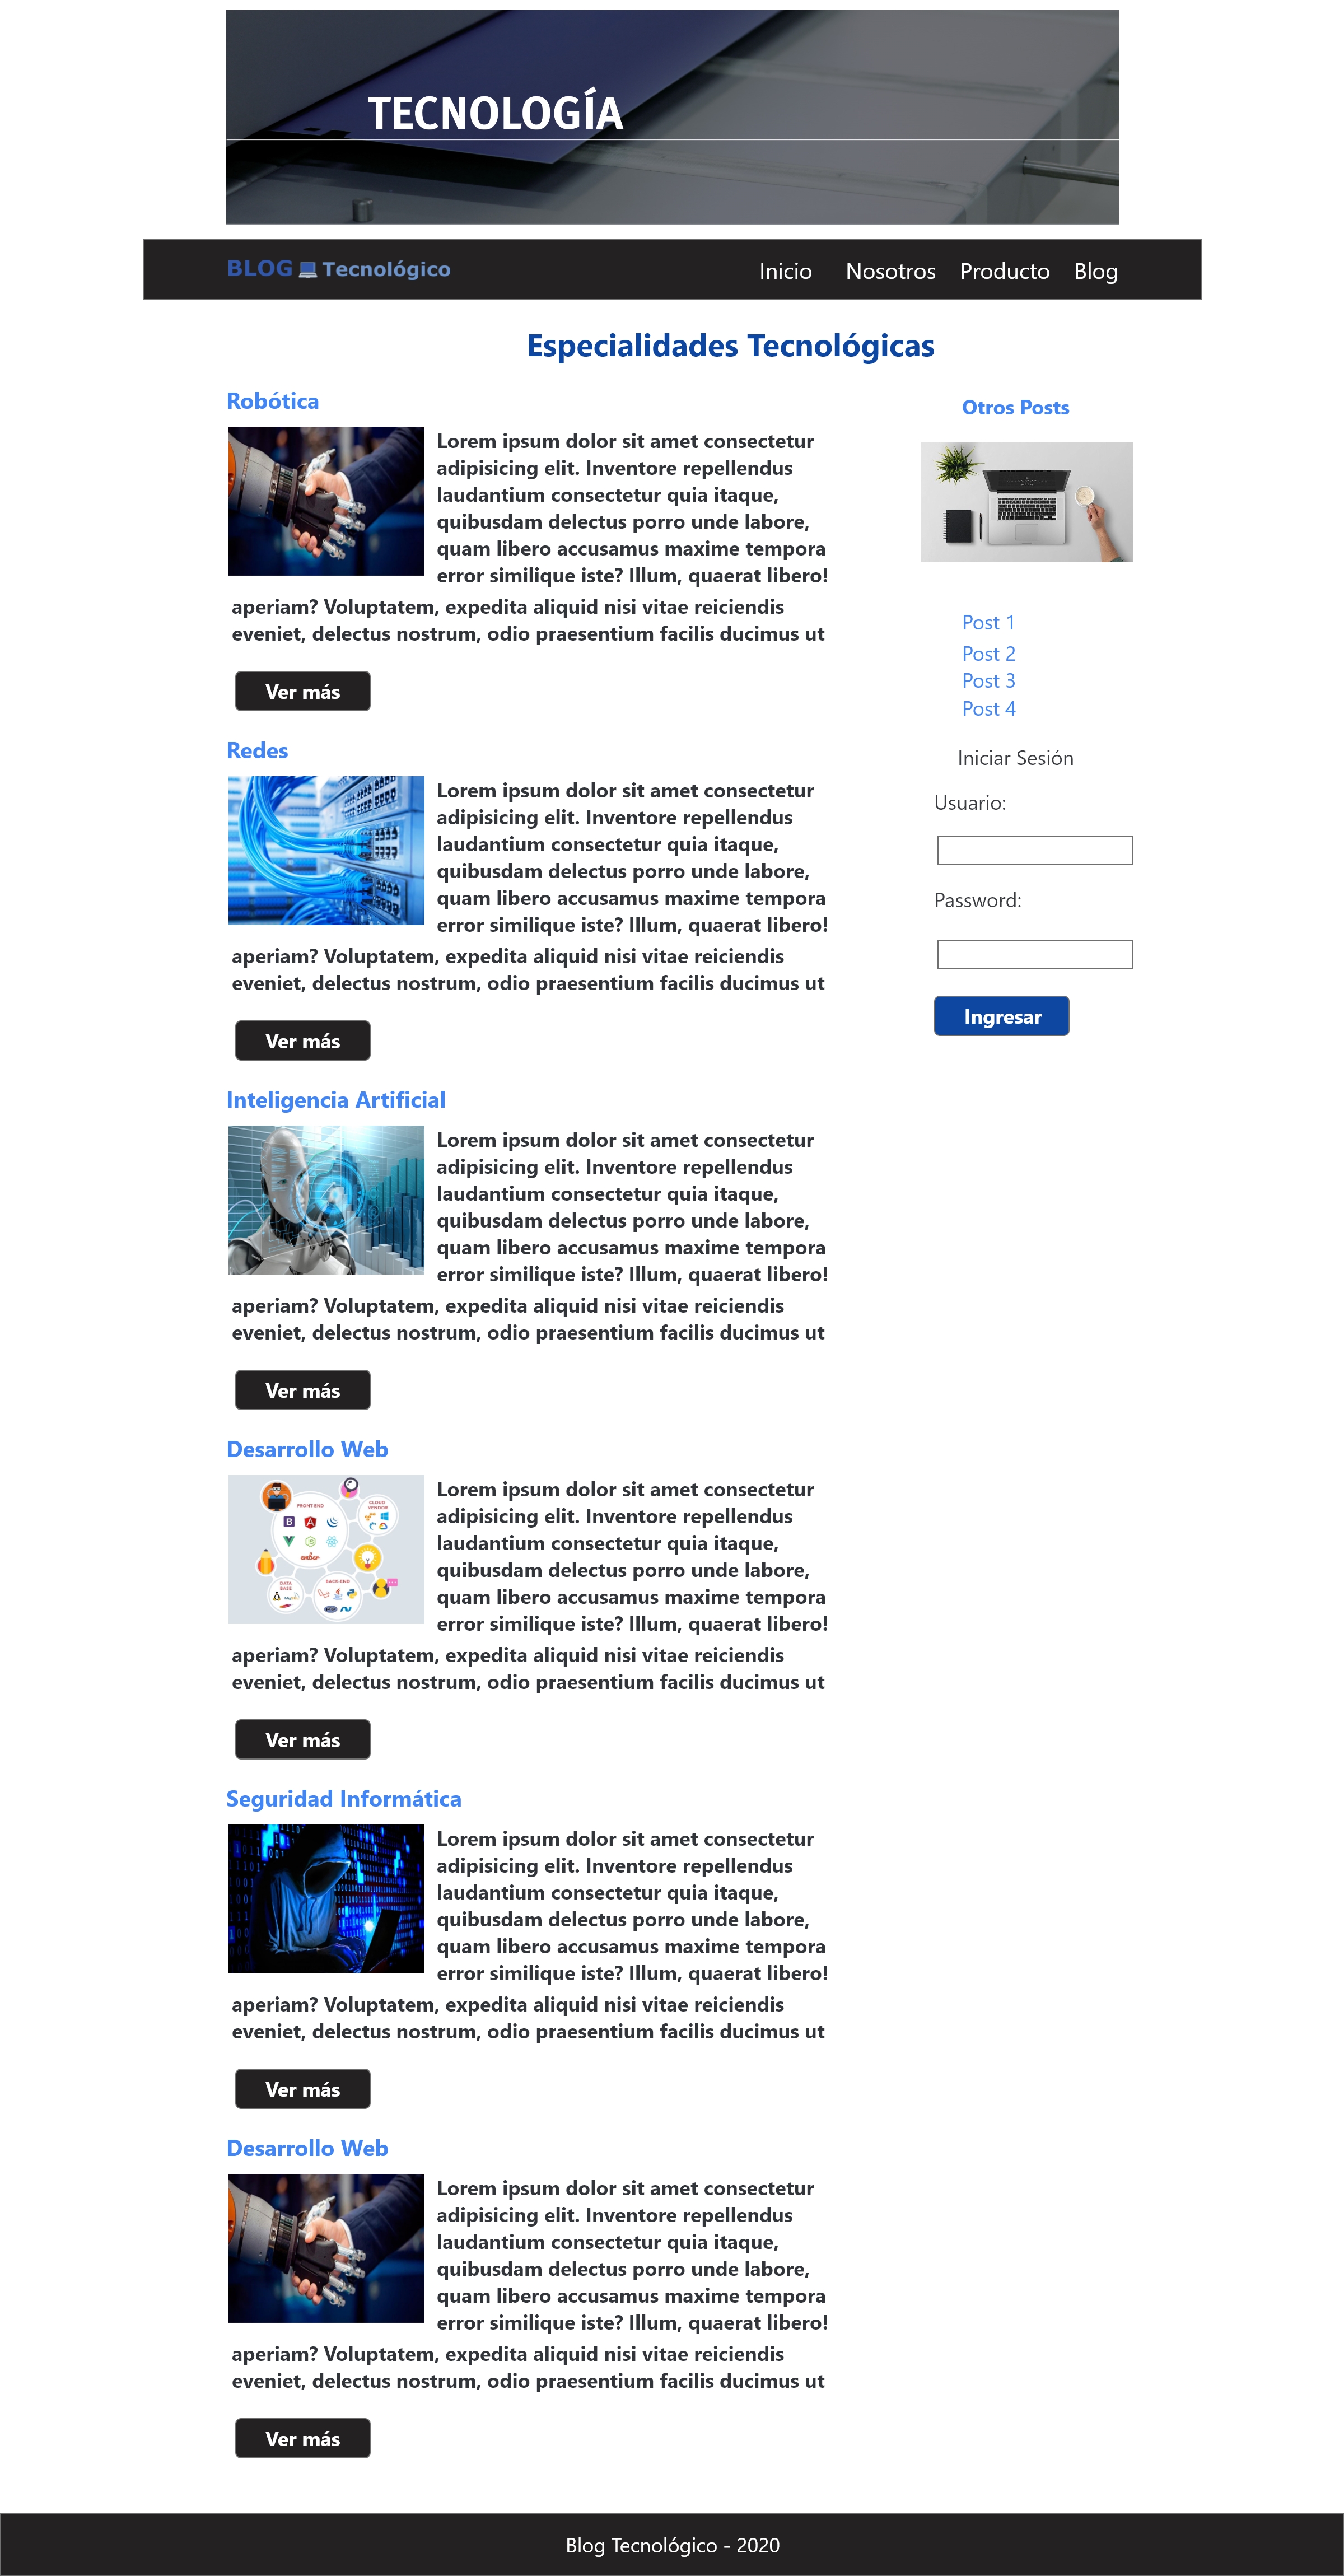 TECNOLOGÍA
BLOG Tecnológico
Inicio Nosotros Producto Blog
Especialidades Tecnológicas
Robótica
Lorem ipsum dolor sit amet consectetur
adipisicing elit. Inventore repellendus
laudantium consectetur quia itaque,
quibusdam delectus porro unde labore,
quam libero accusamus maxime tempora
error similique iste? Illum, quaerat libero!
aperiam? Voluptatem, expedita aliquid nisi vitae reiciendis
eveniet, delectus nostrum, odio praesentium facilis ducimus ut
Ver más
Redes
Lorem ipsum dolor sit amet consectetur
adipisicing elit. Inventore repellendus
laudantium consectetur quia itaque,
quibusdam delectus porro unde labore,
quam libero accusamus maxime tempora
error similique iste? Illum, quaerat libero!
aperiam? Voluptatem, expedita aliquid nisi vitae reiciendis
eveniet, delectus nostrum, odio praesentium facilis ducimus ut
Ver más
Inteligencia Artificial
Lorem ipsum dolor sit amet consectetur
adipisicing elit. Inventore repellendus
laudantium consectetur quia itaque,
quibusdam delectus porro unde labore,
quam libero accusamus maxime tempora
error similique iste? Illum, quaerat libero!
aperiam? Voluptatem, expedita aliquid nisi vitae reiciendis
eveniet, delectus nostrum, odio praesentium facilis ducimus ut
Ver más
Desarrollo Web
FRONT-END
CLOUD
VENDOR
ember
DATA
BASE
BACK-END
php
Lorem ipsum dolor sit amet consectetur
adipisicing elit. Inventore repellendus
laudantium consectetur quia itaque,
quibusdam delectus porro unde labore,
quam libero accusamus maxime tempora
error similique iste? Illum, quaerat libero!
aperiam? Voluptatem, expedita aliquid nisi vitae reiciendis
eveniet, delectus nostrum, odio praesentium facilis ducimus ut
Ver más
Seguridad Informática
Lorem ipsum dolor sit amet consectetur
adipisicing elit. Inventore repellendus
laudantium consectetur quia itaque,
quibusdam delectus porro unde labore,
quam libero accusamus maxime tempora
error similique iste? Illum, quaerat libero!
aperiam? Voluptatem, expedita aliquid nisi vitae reiciendis
eveniet, delectus nostrum, odio praesentium facilis ducimus ut
Ver más
Desarrollo Web
Lorem ipsum dolor sit amet consectetur
adipisicing elit. Inventore repellendus
laudantium consectetur quia itaque,
quibusdam delectus porro unde labore,
quam libero accusamus maxime tempora
error similique iste? Illum, quaerat libero!
aperiam? Voluptatem, expedita aliquid nisi vitae reiciendis
eveniet, delectus nostrum, odio praesentium facilis ducimus ut
Ver más
Otros Posts
Post 1
Post 2
Post 3
Post 4
Iniciar Sesión
Usuario:
Password:
Ingresar
Blog Tecnológico - 2020